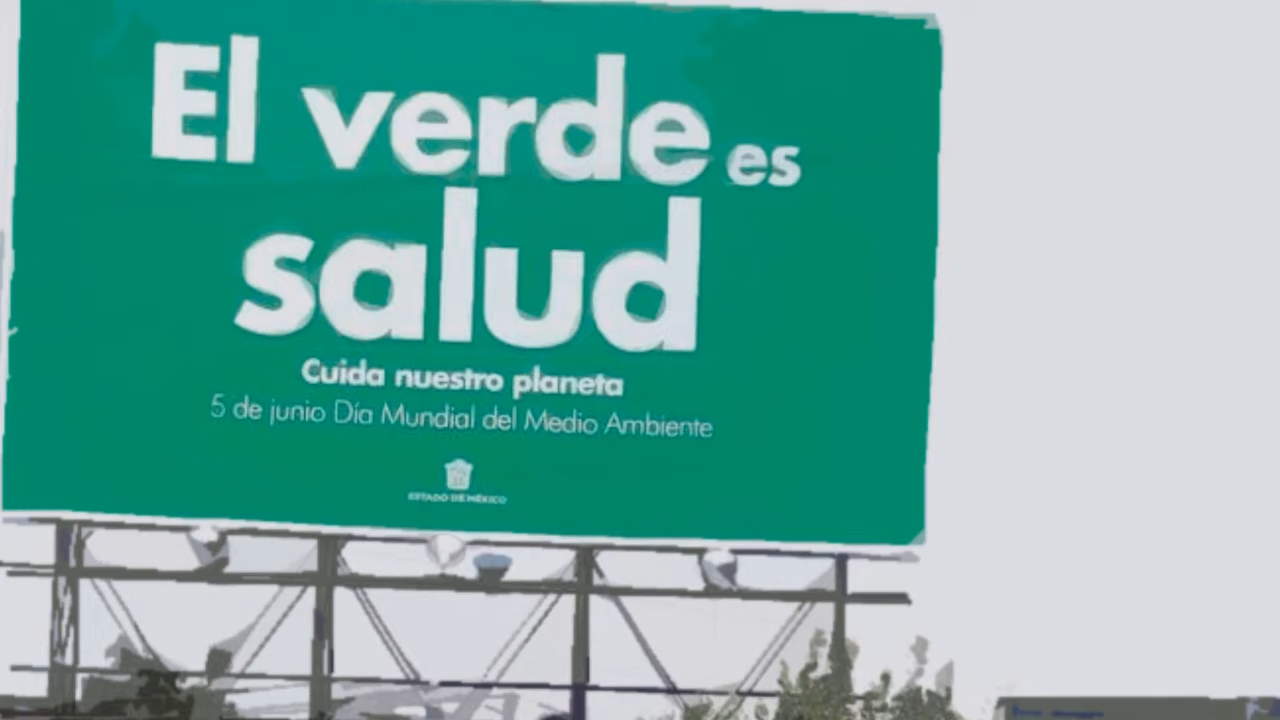 El verde es
salud
Cuida nuestro planeta
5 de junio Día Mundial del Medio Ambiente
ESTADO DE MÉXICO